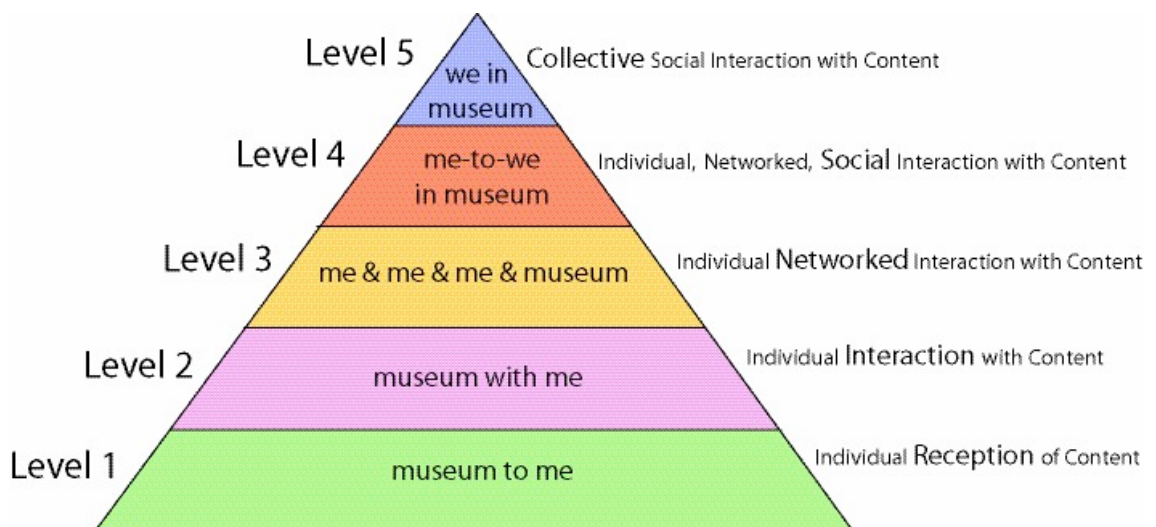 Level 5
we in
museum
Collective Social Interaction with Content
Level 4
me-to-we
in museum
Individual, Networked, Social Interaction with Content
Level 3
me & me & me & museum
Individual Networked Interaction with Content
Level 2
museum with me
Individual Interaction with Content
Level 1
museum to me
Individual Reception of Content